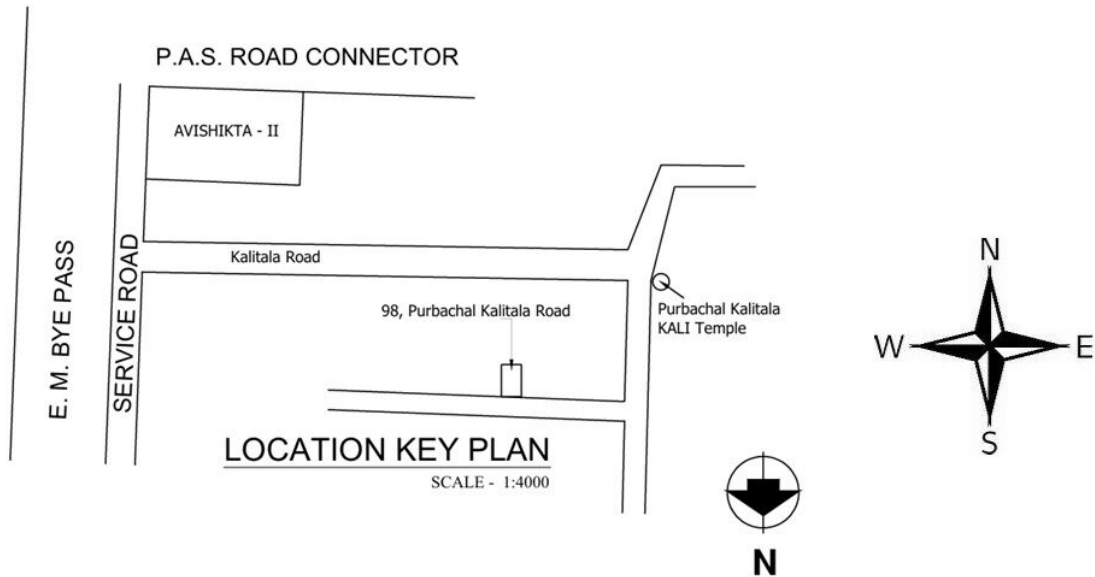 P.A.S. ROAD CONNECTOR
AVISHIKTA - II
E. M. BYE PASS
SERVICE ROAD
Kalitala Road
98, Purbachal Kalitala Road
Purbachal Kalitala
KALI Temple
N
W
E
S
LOCATION KEY PLAN
SCALE - 1:4000
N